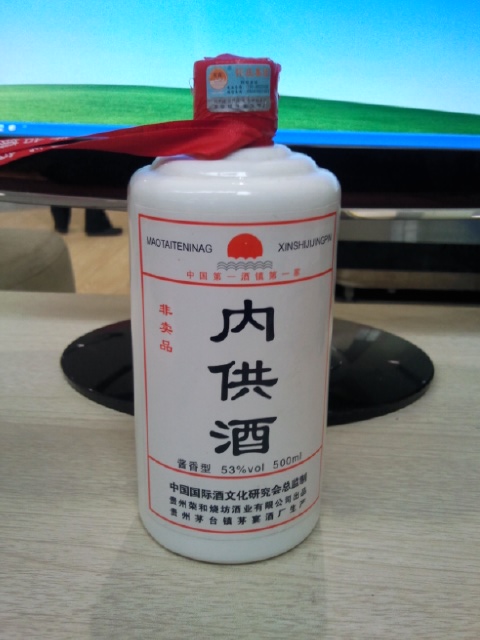 MAOTAITENINAG
XINSHIJIJINGPIN
中国第一酒镇第一家
非卖品
内供酒
酱香型 53%vol 500ml
中国国际酒文化研究会总监制
贵州荣和烧坊酒业有限公司出品
贵州茅台镇茅宴酒厂生产